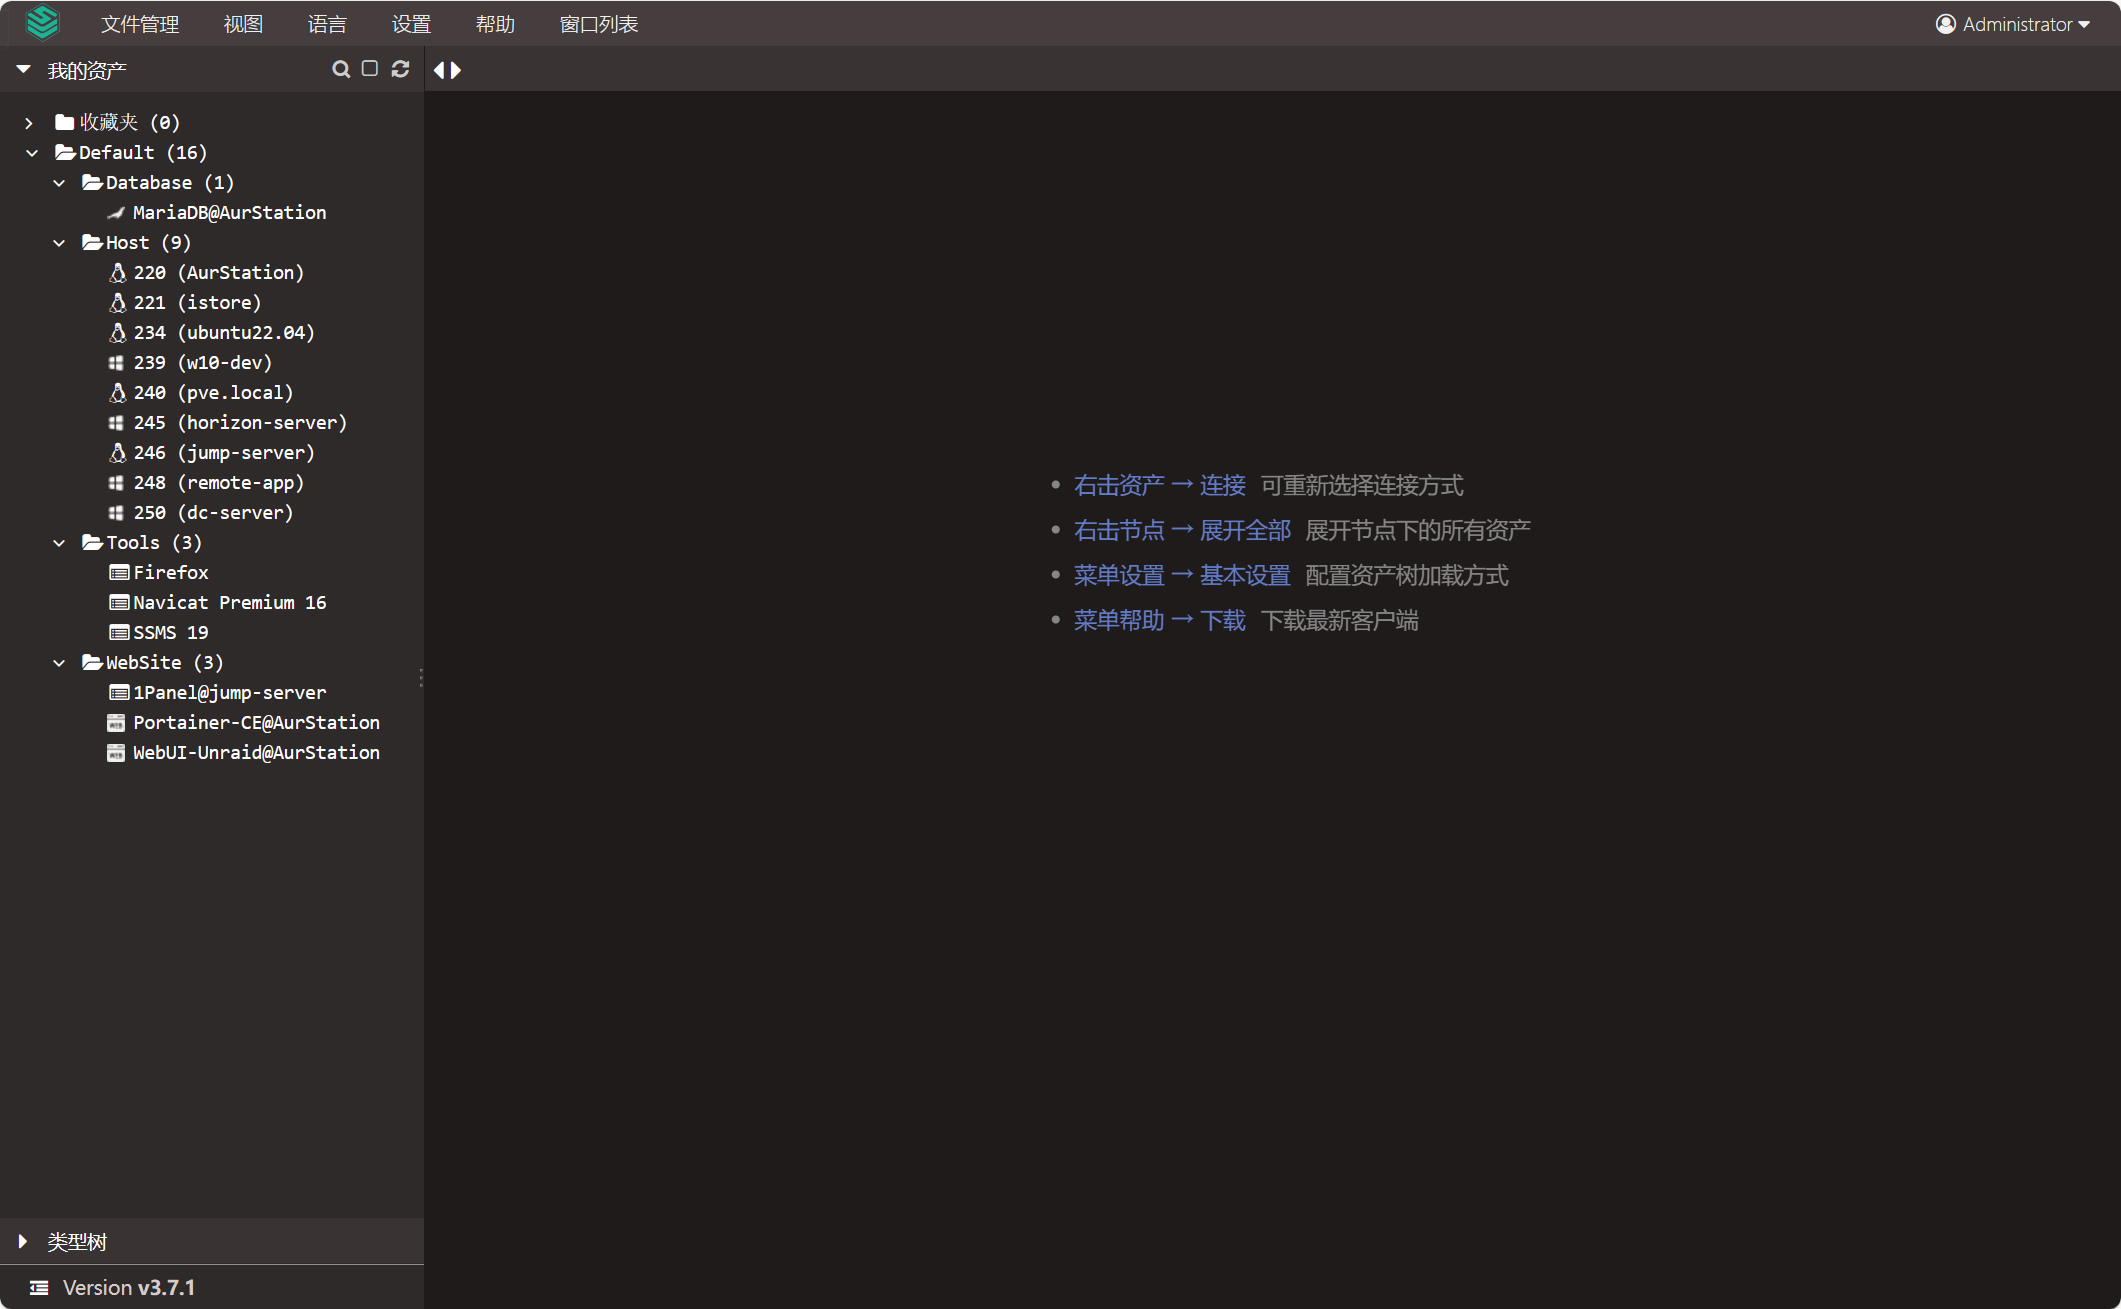 文件管理 视图 语言 设置 帮助 窗口列表 Administrator
我的资产
收藏夹 (0)
Default (16)
Database (1)
MariaDB@AurStation
Host (9)
220 (AurStation)
221 (istore)
234 (ubuntu22.04)
239 (w10-dev)
240 (pve.local)
245 (horizon-server)
246 (jump-server)
248 (remote-app)
250 (dc-server)
Tools (3)
Firefox
Navicat Premium 16
SSMS 19
WebSite (3)
1Panel@jump-server
Portainer-CE@AurStation
WebUI-Unraid@AurStation
类型树
Version v3.7.1
• 右击资产 → 连接 可重新选择连接方式
• 右击节点 → 展开全部 展开节点下的所有资产
• 菜单设置 → 基本设置 配置资产树加载方式
• 菜单帮助 → 下载 下载最新客户端